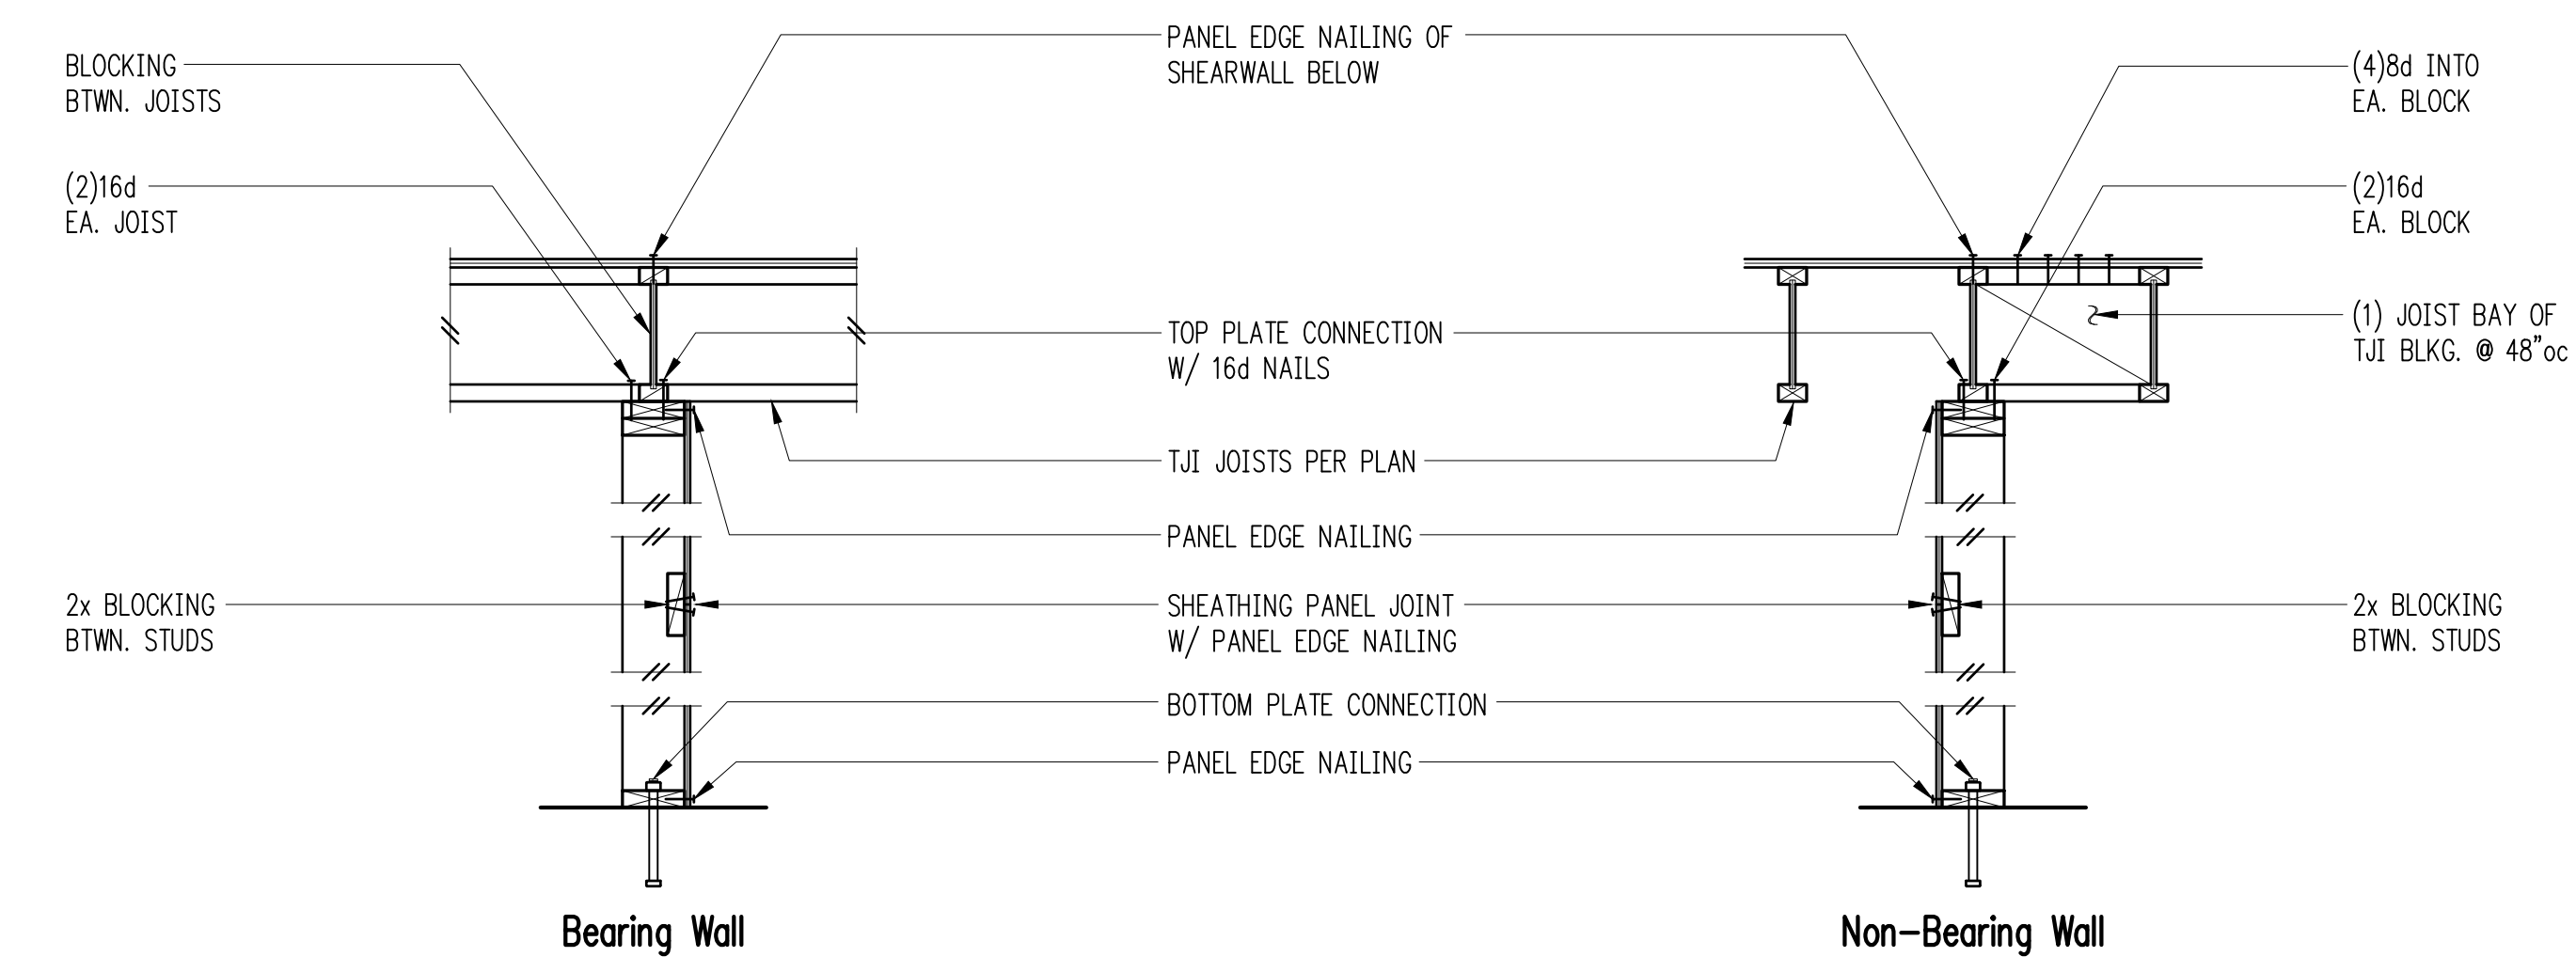 BLOCKING
BTWN. JOISTS
(2)16d
EA. JOIST
2x BLOCKING
BTWN. STUDS
PANEL EDGE NAILING OF
SHEARWALL BELOW
TOP PLATE CONNECTION
W/ 16d NAILS
TJI JOISTS PER PLAN
PANEL EDGE NAILING
SHEATHING PANEL JOINT
W/ PANEL EDGE NAILING
BOTTOM PLATE CONNECTION
PANEL EDGE NAILING
(4)8d INTO
EA. BLOCK
(2)16d
EA. BLOCK
(1) JOIST BAY OF
TJI BLKG. @ 48"oc
2x BLOCKING
BTWN. STUDS
Bearing Wall
Non-Bearing Wall